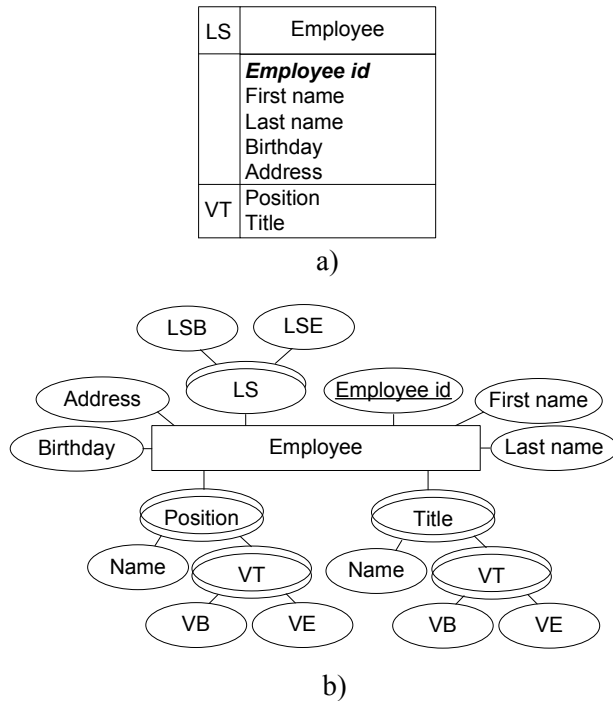 LS Employee
Employee id
First name
Last name
Birthday
Address
VT Position
Title
a)
LSB LSE
LS
Address Employee id First name
Birthday Employee Last name
Position Title
Name VT Name VT
VB VE VB VE
b)